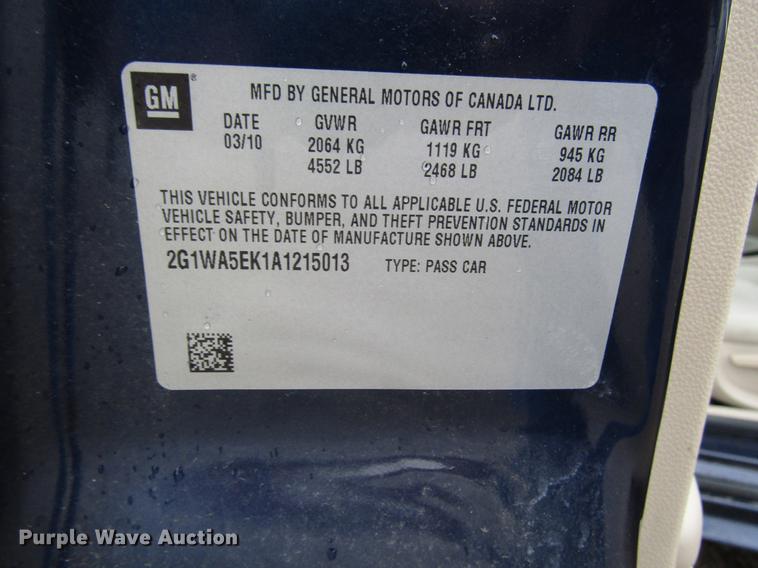 GM®
MFD BY GENERAL MOTORS OF CANADA LTD.
DATE GVWR GAWR FRT GAWR RR
03/10 2064 KG 1119 KG 945 KG
4552 LB 2468 LB 2084 LB
THIS VEHICLE CONFORMS TO ALL APPLICABLE U.S. FEDERAL MOTOR
VEHICLE SAFETY, BUMPER, AND THEFT PREVENTION STANDARDS IN
EFFECT ON THE DATE OF MANUFACTURE SHOWN ABOVE.
2G1WA5EK1A1215013 TYPE: PASS CAR
Purple Wave Auction